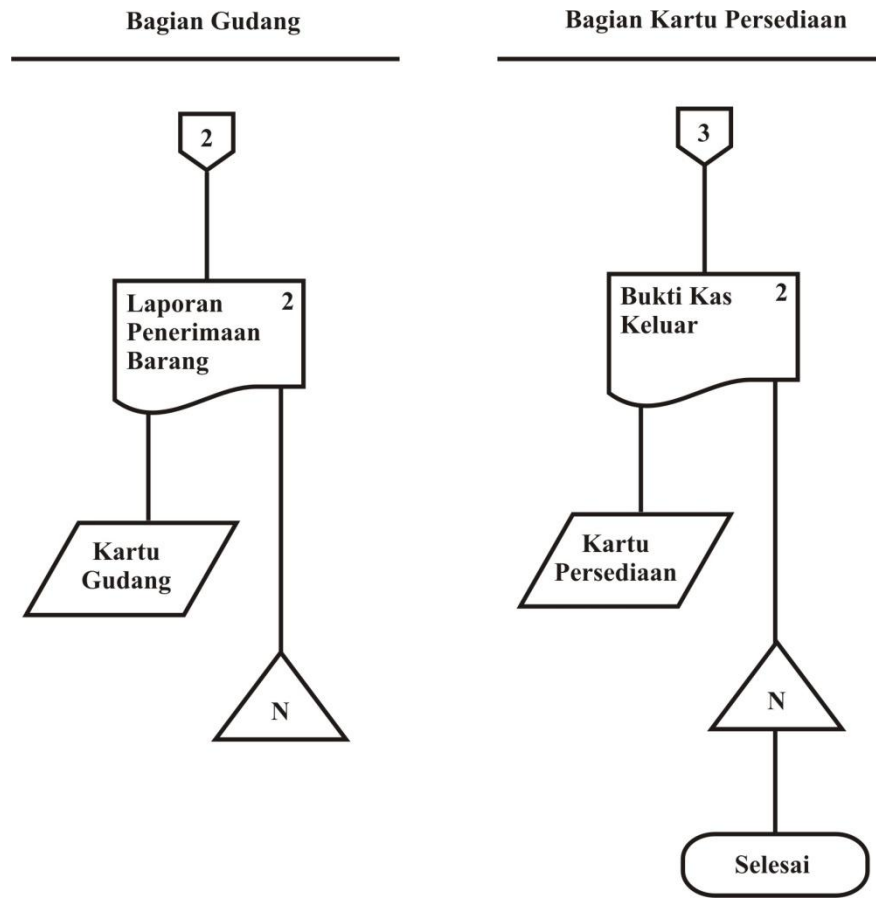 Bagian Gudang
2
Laporan 2
Penerimaan
Barang
Kartu
Gudang
N
Bagian Kartu Persediaan
3
Bukti Kas 2
Keluar
Kartu
Persediaan
N
Selesai